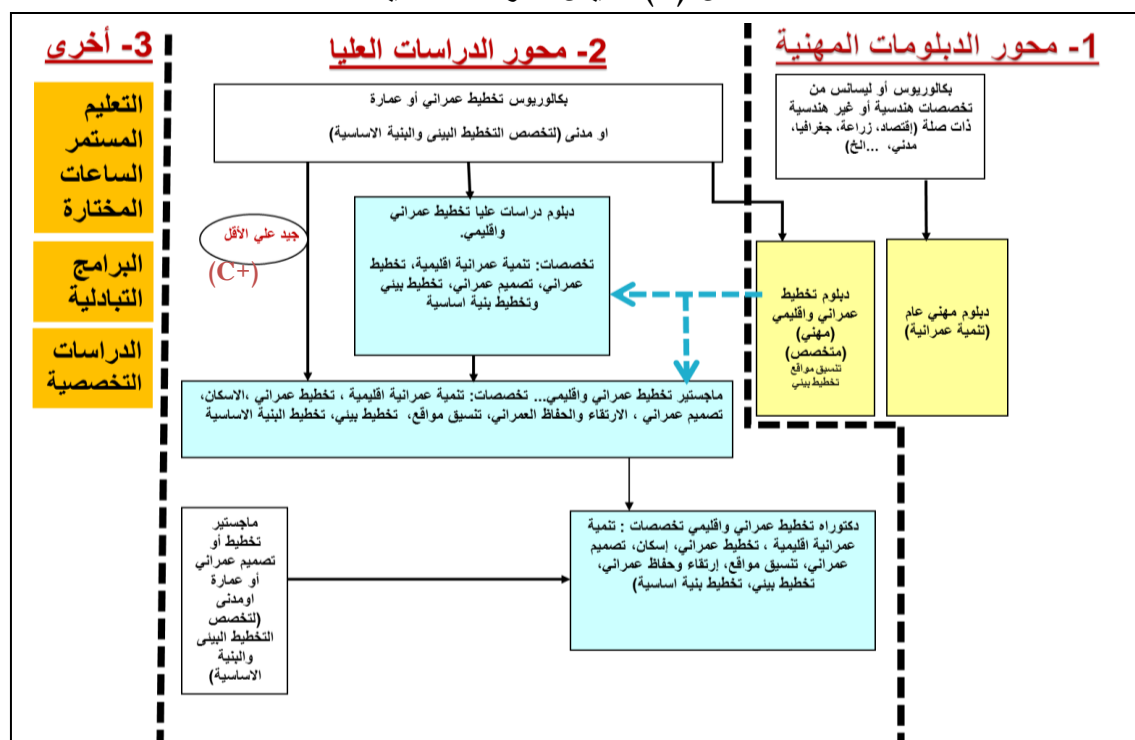 1- محور الدبلومات المهنية
بكالوريوس أو ليسانس من
تخصصات هندسية أو غير هندسية
ذات صلة (إقتصاد، زراعة، جغرافيا،
مدني، ...الخ)
دبلوم مهني عام
(تنمية عمرانية)
دبلوم تخطيط
عمراني واقليمي
(مهني)
(متخصص)
تنسيق مواقع
تخطيط بيئي
2- محور الدراسات العليا
بكالوريوس تخطيط عمراني أو عمارة
او مدنى (لتخصص التخطيط البيئى والبنية الاساسية)
دبلوم دراسات عليا تخطيط عمراني
واقليمي.
تخصصات: تنمية عمرانية اقليمية، تخطيط
عمراني، تصميم عمراني، تخطيط بيئي
وتخطيط بنية اساسية
جيد علي الأقل
(C+)
ماجستير تخطيط عمراني واقليمي... تخصصات: تنمية عمرانية اقليمية ، تخطيط عمراني ،الاسكان،
تصميم عمراني ، الارتقاء والحفاظ العمراني، تنسيق مواقع، تخطيط بيئي، تخطيط البنية الاساسية
دكتوراه تخطيط عمراني واقليمي تخصصات : تنمية
عمرانية اقليمية ، تخطيط عمراني، إسكان، تصميم
عمراني، تنسيق مواقع، إرتقاء وحفاظ عمراني،
تخطيط بيئي، تخطيط بنية اساسية)
ماجستير
تخطيط أو
تصميم عمراني
أو عمارة
اومدنى
(لتخصص
التخطيط البيئى
والبنية
الاساسية)
3- أخرى
التعليم
المستمر
الساعات
المختارة
البرامج
التبادلية
الدراسات
التخصصية